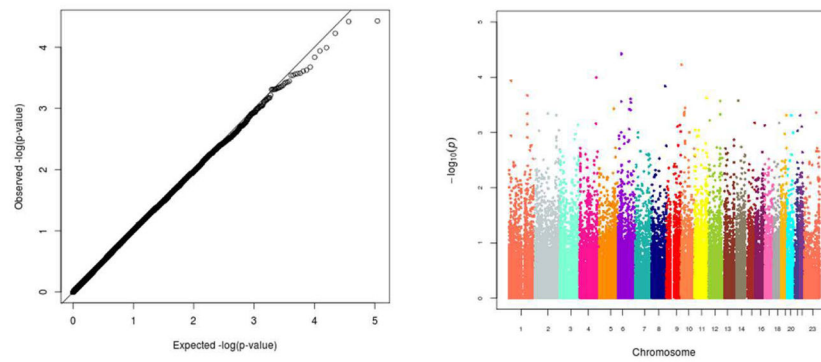 4
3
2
1
0
Observed -log(p-value)
0 1 2 3 4 5
Expected -log(p-value)
5
4
3
2
1
0
−log10(p)
1 2 3 4 5 6 7 8 9 10 11 12 13 14 16 18 20 23
Chromosome